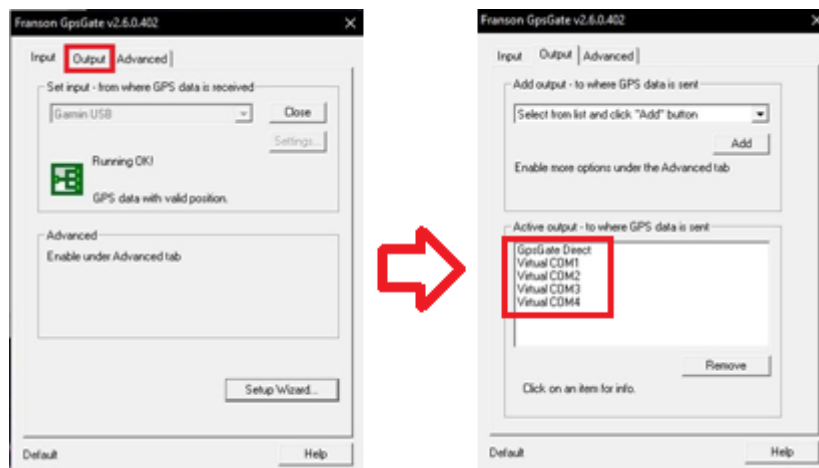 Franson GpsGate v2.6.0.402
Input Output Advanced
Set input - from where GPS data is received
Garmin USB
Close
Settings...
Running OK!
GPS data with valid position.
Advanced
Enable under Advanced tab
Setup Wizard...
Default
Help
Franson GpsGate v2.6.0.402
Input Output Advanced
Add output - to where GPS data is sent
Select from list and click "Add" button
Add
Enable more options under the Advanced tab
Active output - to where GPS data is sent
GpsGate Direct
Virtual COM1
Virtual COM2
Virtual COM3
Virtual COM4
Remove
Click on an item for info.
Default
Help